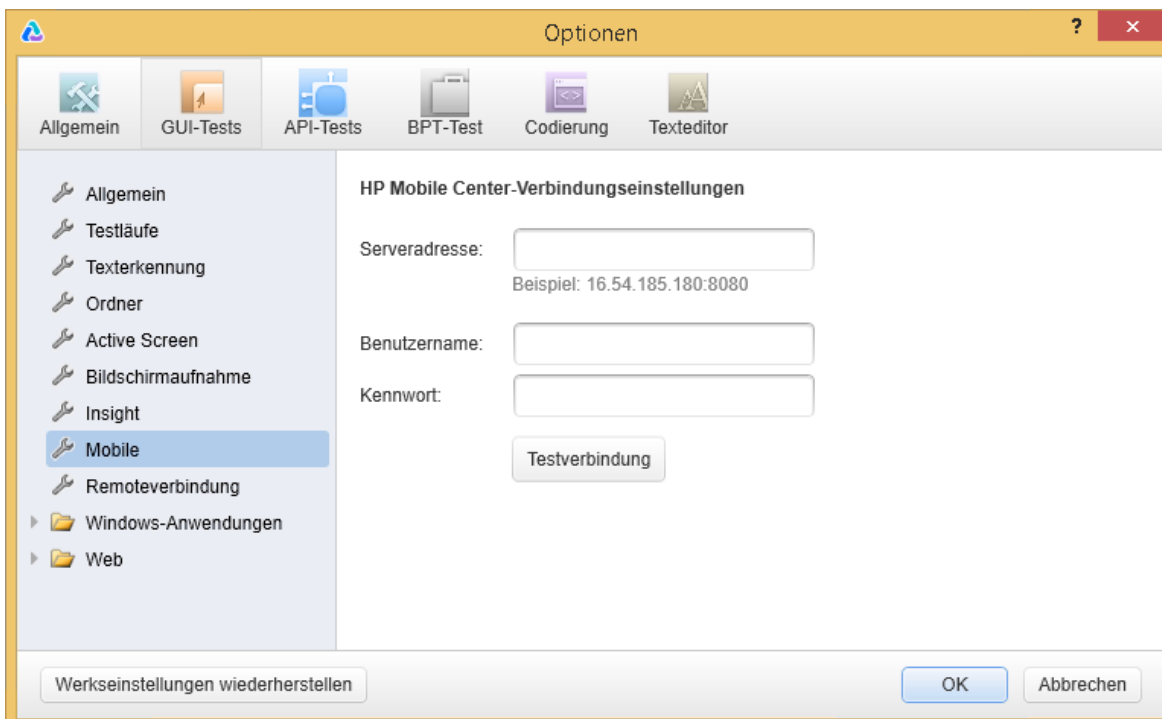 Optionen
?
Allgemein
GUI-Tests
API-Tests
BPT-Test
Codierung
Texteditor
Allgemein
Testläufe
Texterkennung
Ordner
Active Screen
Bildschirmaufnahme
Insight
Mobile
Remoteverbindung
Windows-Anwendungen
Web
HP Mobile Center-Verbindungseinstellungen
Serveradresse:
Beispiel: 16.54.185.180:8080
Benutzername:
Kennwort:
Testverbindung
Werkseinstellungen wiederherstellen
OK
Abbrechen